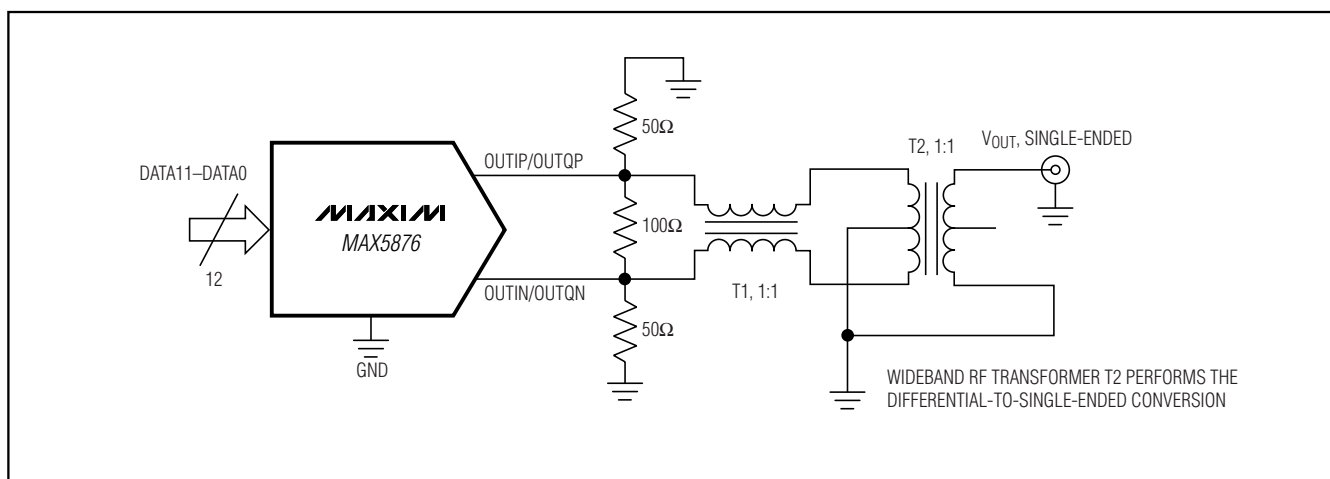 50Ω
T2, 1:1
VOUT, SINGLE-ENDED
DATA11–DATA0
OUTIP/OUTQP
MAXIM
MAX5876
100Ω
12
OUTIN/OUTQN
T1, 1:1
50Ω
GND
WIDEBAND RF TRANSFORMER T2 PERFORMS THE
DIFFERENTIAL-TO-SINGLE-ENDED CONVERSION